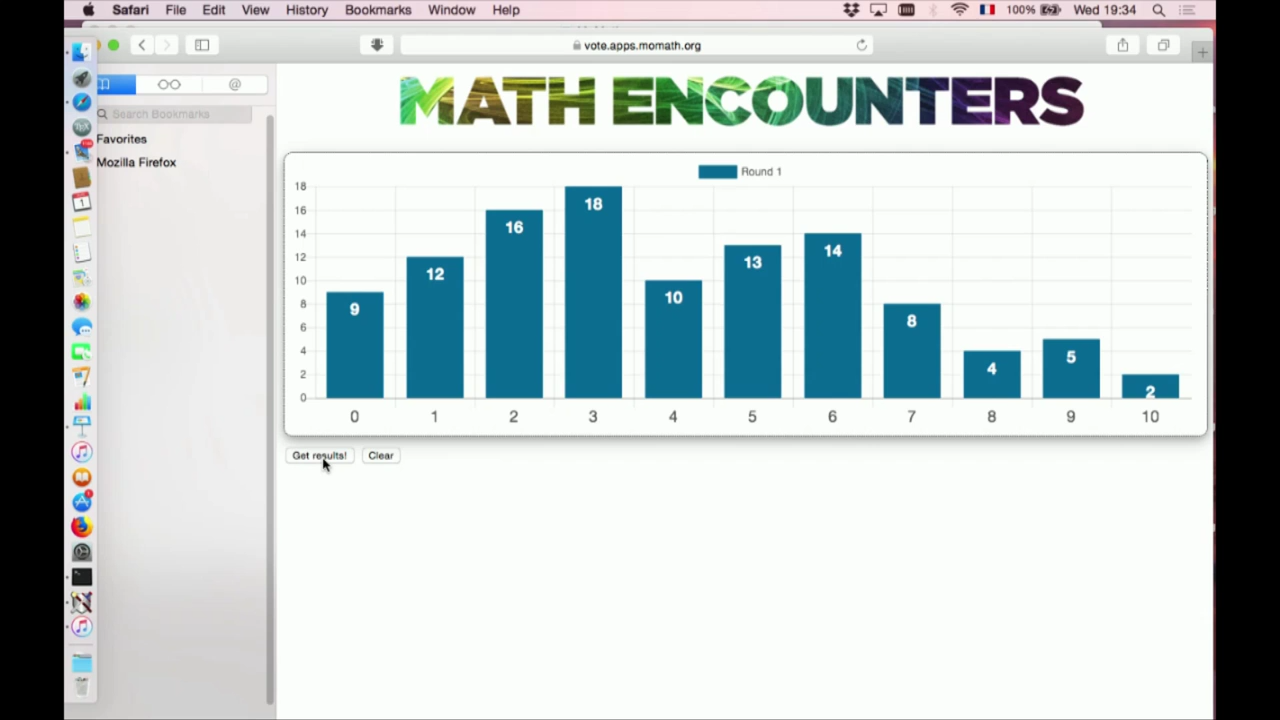 Safari File Edit View History Bookmarks Window Help 100% Wed 19:34
vote.apps.momath.org
@
Search Bookmarks
Favorites
Mozilla Firefox
MATH ENCOUNTERS
Round 1
18
16
14
12
10
8
6
4
2
0
9 12 16 18 10 13 14 8 4 5 2
0 1 2 3 4 5 6 7 8 9 10
Get results! Clear